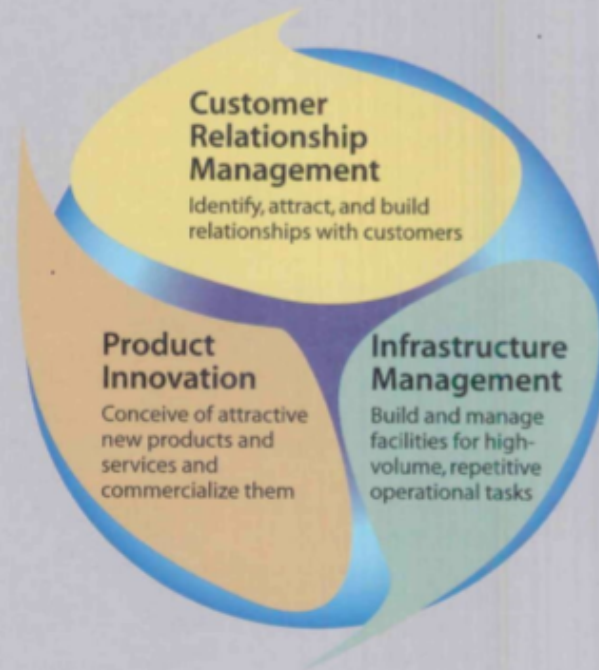 Customer
Relationship
Management
Identify, attract, and build
relationships with customers
Product
Innovation
Conceive of attractive
new products and
services and
commercialize them
Infrastructure
Management
Build and manage
facilities for high-
volume, repetitive
operational tasks